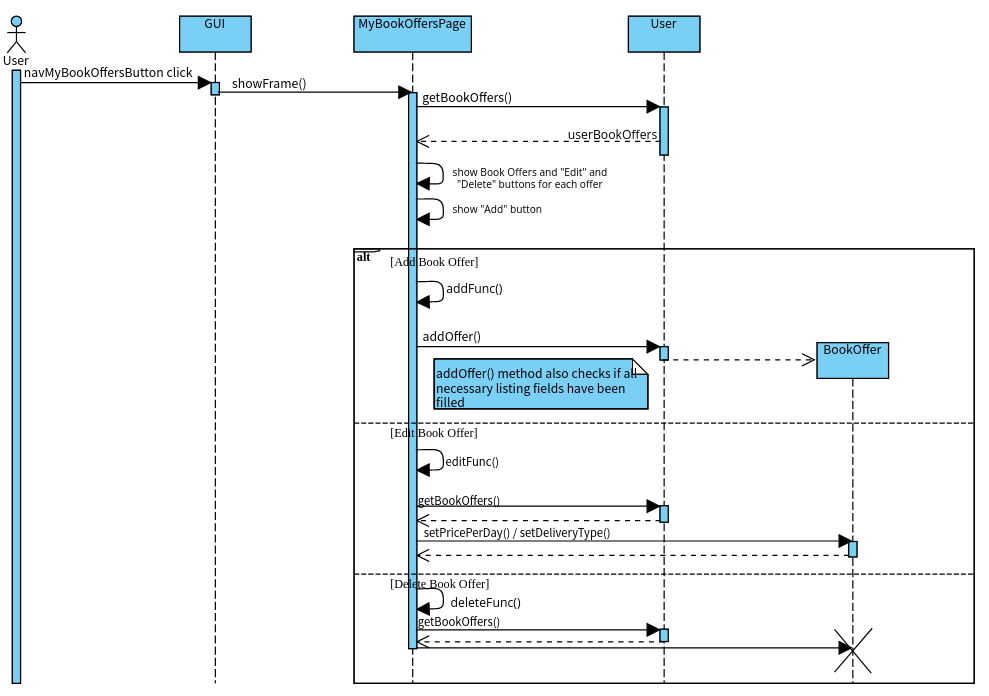 GUI
MyBookOffersPage
User
User
navMyBookOffersButton click
showFrame()
getBookOffers()
userBookOffers
show Book Offers and "Edit" and
"Delete" buttons for each offer
show "Add" button
alt
[Add Book Offer]
addFunc()
addOffer()
BookOffer
addOffer() method also checks if all
necessary listing fields have been
filled
[Edit Book Offer]
editFunc()
getBookOffers()
setPricePerDay() / setDeliveryType()
[Delete Book Offer]
deleteFunc()
getBookOffers()